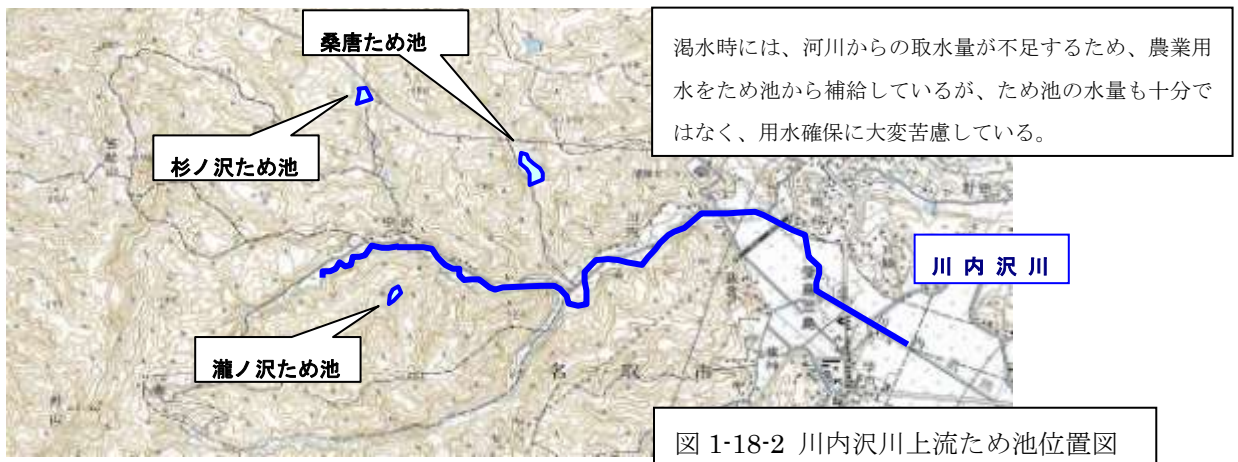 桑唐ため池
渇水時には、河川からの取水量が不足するため、農業用
水をため池から補給しているが、ため池の水量も十分で
はなく、用水確保に大変苦慮している。
杉ノ沢ため池
川内沢川
瀧ノ沢ため池
名取市
図 1-18-2 川内沢川上流ため池位置図